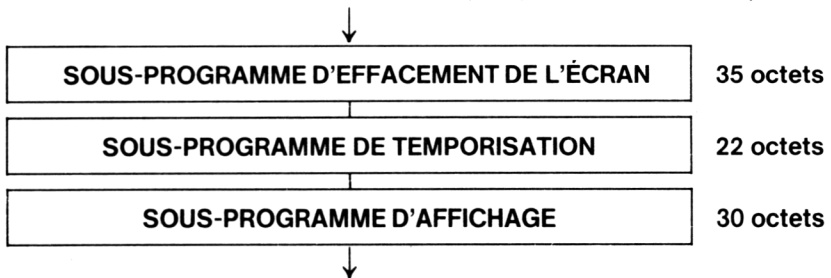 SOUS-PROGRAMME D'EFFACEMENT DE L'ÉCRAN 35 octets
SOUS-PROGRAMME DE TEMPORISATION 22 octets
SOUS-PROGRAMME D'AFFICHAGE 30 octets